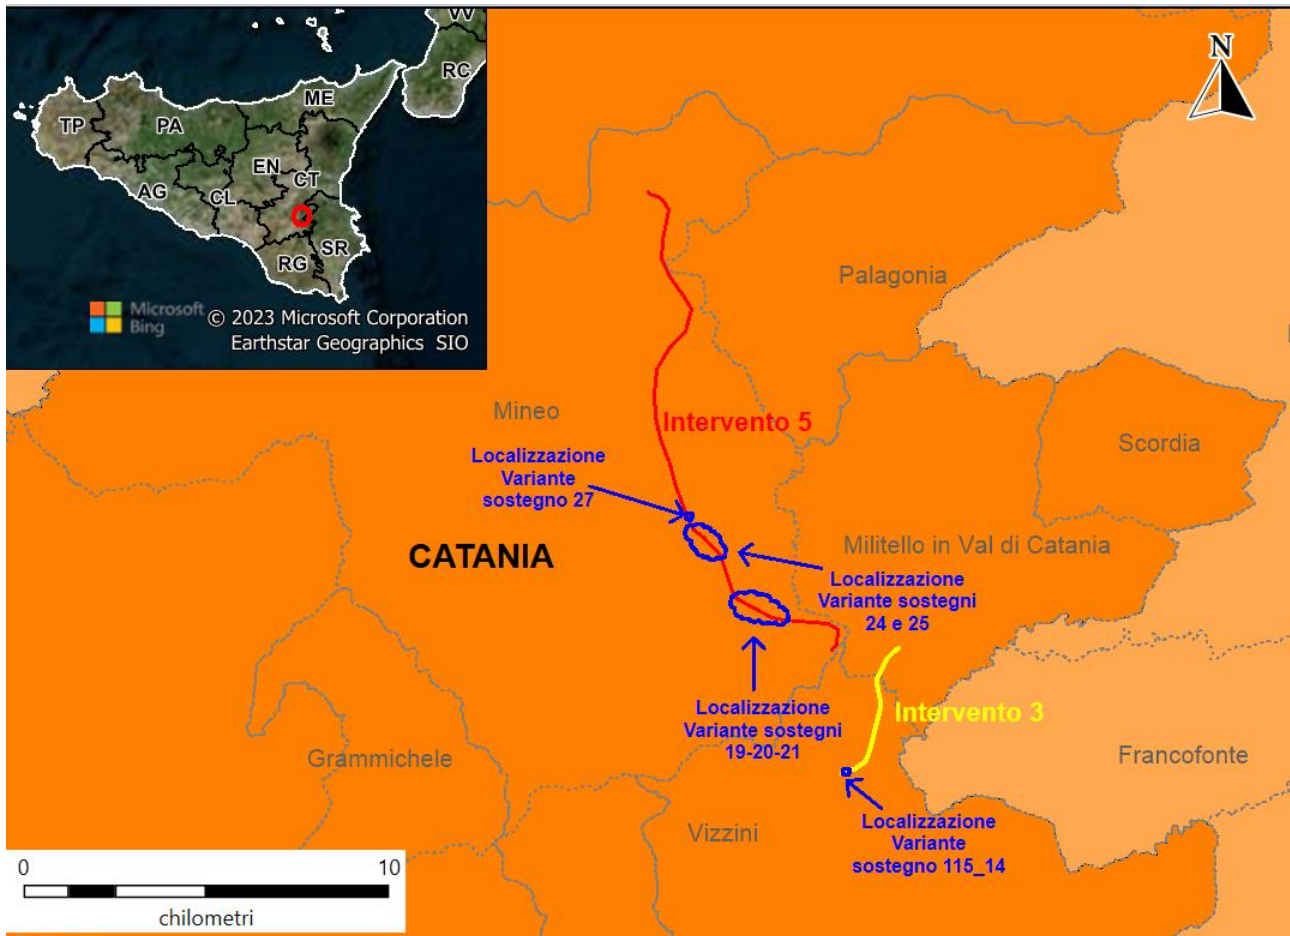 VV
RC
ME
TP
PA
EN
CT
AG
CL
SR
RG
Microsoft
Bing
© 2023 Microsoft Corporation
Earthstar Geographics SIO
N
Palagonia
Mineo
Intervento 5
Scordia
Localizzazione
Variante
sostegno 27
CATANIA
Militello in Val di Catania
Localizzazione
Variante sostegni
24 e 25
Localizzazione
Variante sostegni
19-20-21
Intervento 3
Grammichele
Francofonte
Vizzini
Localizzazione
Variante
sostegno 115_14
0 10
chilometri